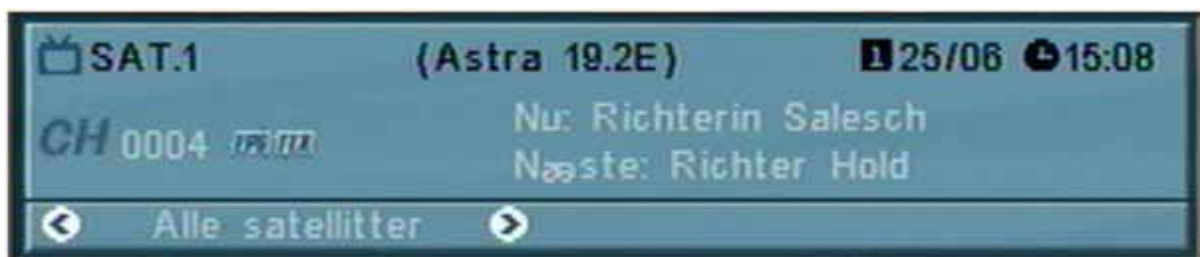 SAT.1 (Astra 19.2E) 1 25/06 15:08
Nu: Richterin Salesch
CH 0004
Næste: Richter Hold
Alle satellitter